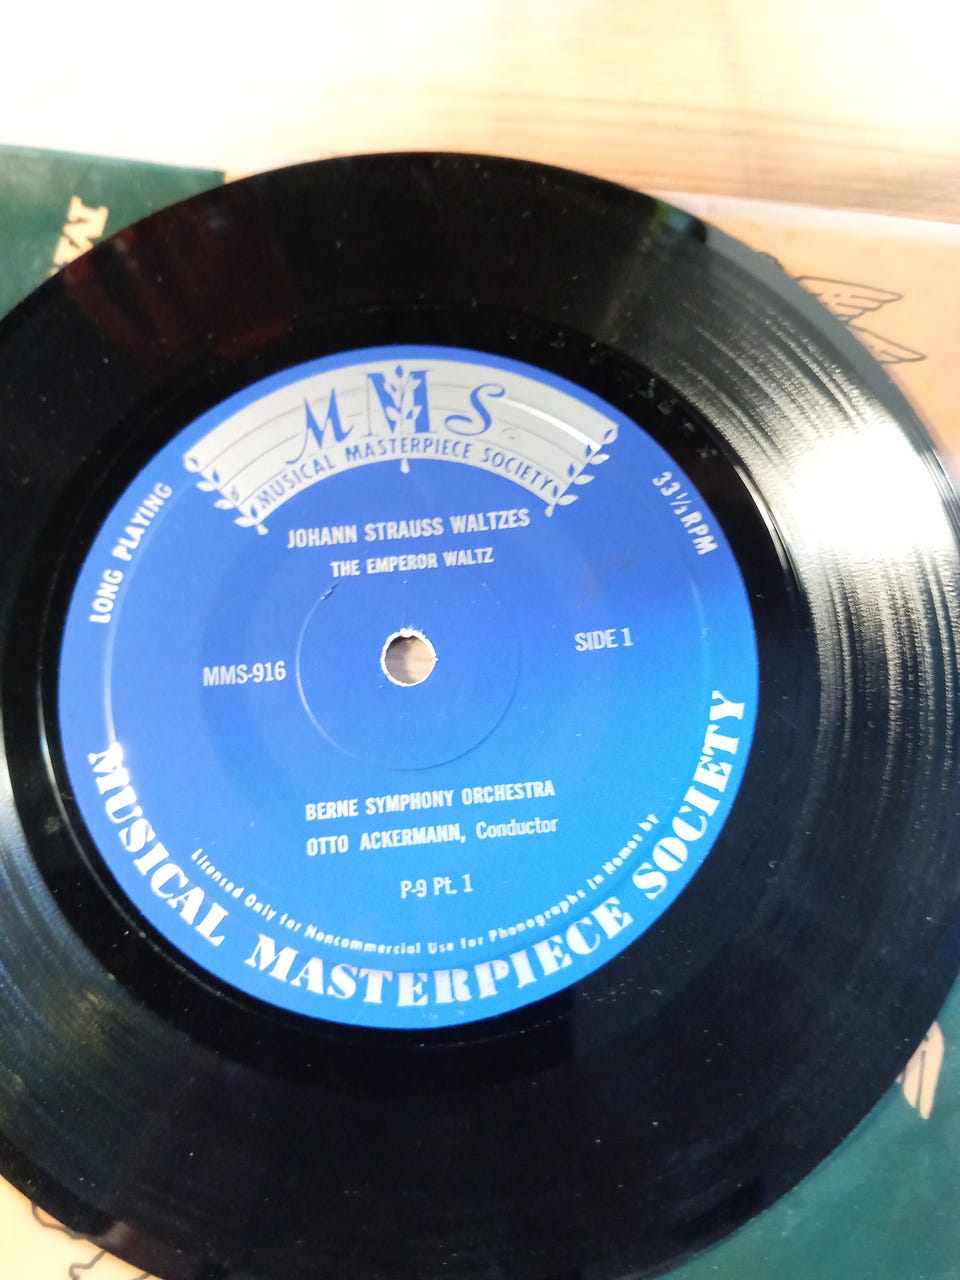 M
MMS
MUSICAL MASTERPIECE SOCIETY
LONG PLAYING
33 1/3 RPM
JOHANN STRAUSS WALTZES
THE EMPEROR WALTZ
MMS-916
SIDE 1
BERNE SYMPHONY ORCHESTRA
OTTO ACKERMANN, Conductor
P-9 Pt. 1
Licensed Only for Noncommercial Use for Phonographs in Homes by
MUSICAL MASTERPIECE SOCIETY